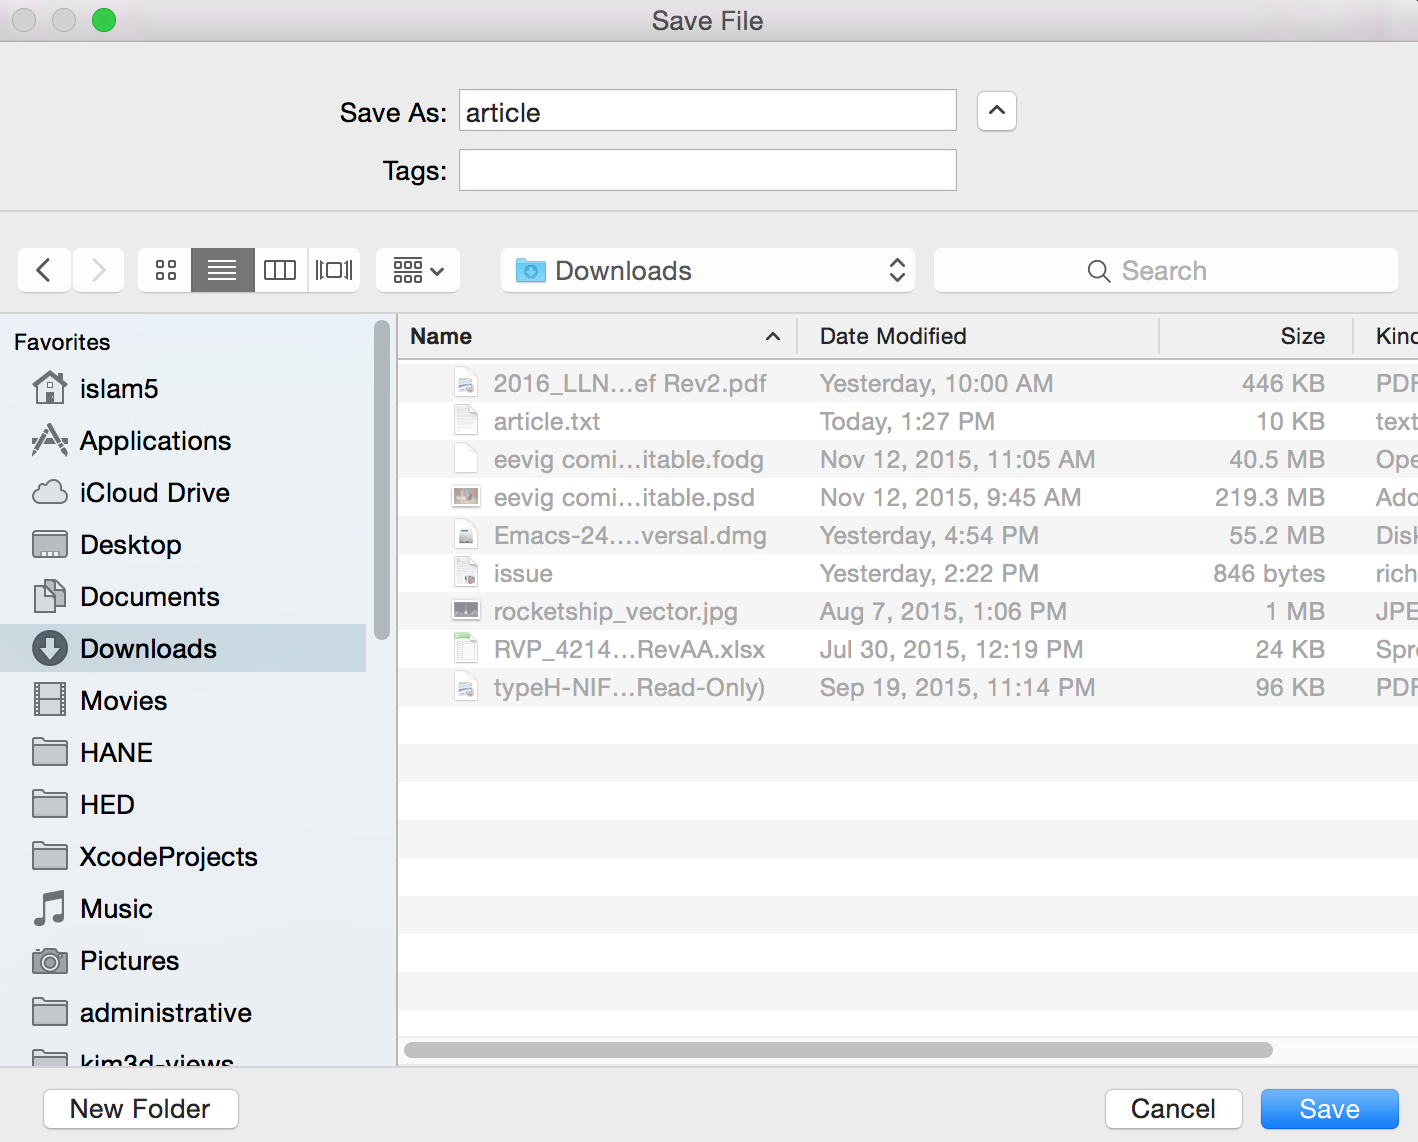 Save File
Save As: article
Tags:
Downloads
Search
Favorites
islam5
Applications
iCloud Drive
Desktop
Documents
Downloads
Movies
HANE
HED
XcodeProjects
Music
Pictures
administrative
kim3d-views
Name Date Modified Size Kind
2016_LLN...ef Rev2.pdf Yesterday, 10:00 AM 446 KB PDF
article.txt Today, 1:27 PM 10 KB text
eevig comi...itable.fodg Nov 12, 2015, 11:05 AM 40.5 MB Ope
eevig comi...itable.psd Nov 12, 2015, 9:45 AM 219.3 MB Ado
Emacs-24....versal.dmg Yesterday, 4:54 PM 55.2 MB Disk
issue Yesterday, 2:22 PM 846 bytes rich
rocketship_vector.jpg Aug 7, 2015, 1:06 PM 1 MB JPE
RVP_4214...RevAA.xlsx Jul 30, 2015, 12:19 PM 24 KB Spre
typeH-NIF...Read-Only) Sep 19, 2015, 11:14 PM 96 KB PDF
New Folder Cancel Save